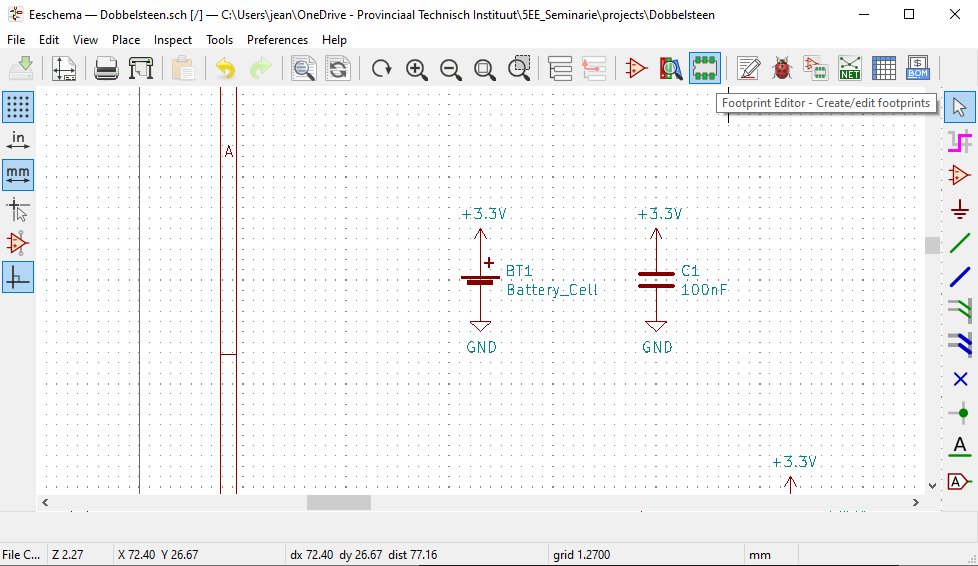 Eeschema — Dobbelsteen.sch [/] — C:\Users\jean\OneDrive - Provinciaal Technisch Instituut\5EE_Seminarie\projects\Dobbelsteen
File Edit View Place Inspect Tools Preferences Help
NET
$
BOM
Footprint Editor - Create/edit footprints
in
A
mm
+3.3V +3.3V
+
BT1 C1
Battery_Cell 100nF
GND GND
A
+3.3V
A
File C... Z 2.27 X 72.40 Y 26.67 dx 72.40 dy 26.67 dist 77.16 grid 1.2700 mm